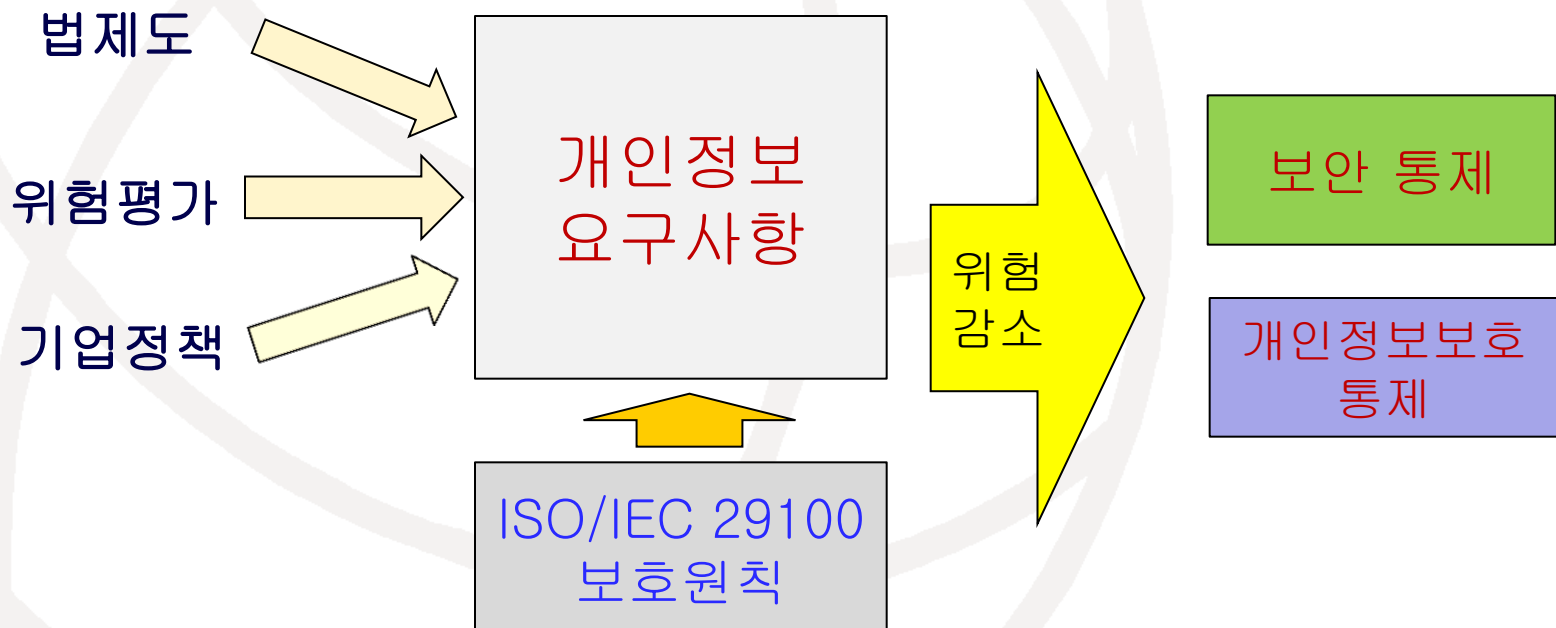 법제도
위험평가
기업정책
개인정보
요구사항
ISO/IEC 29100
보호원칙
위험
감소
보안 통제
개인정보보호
통제